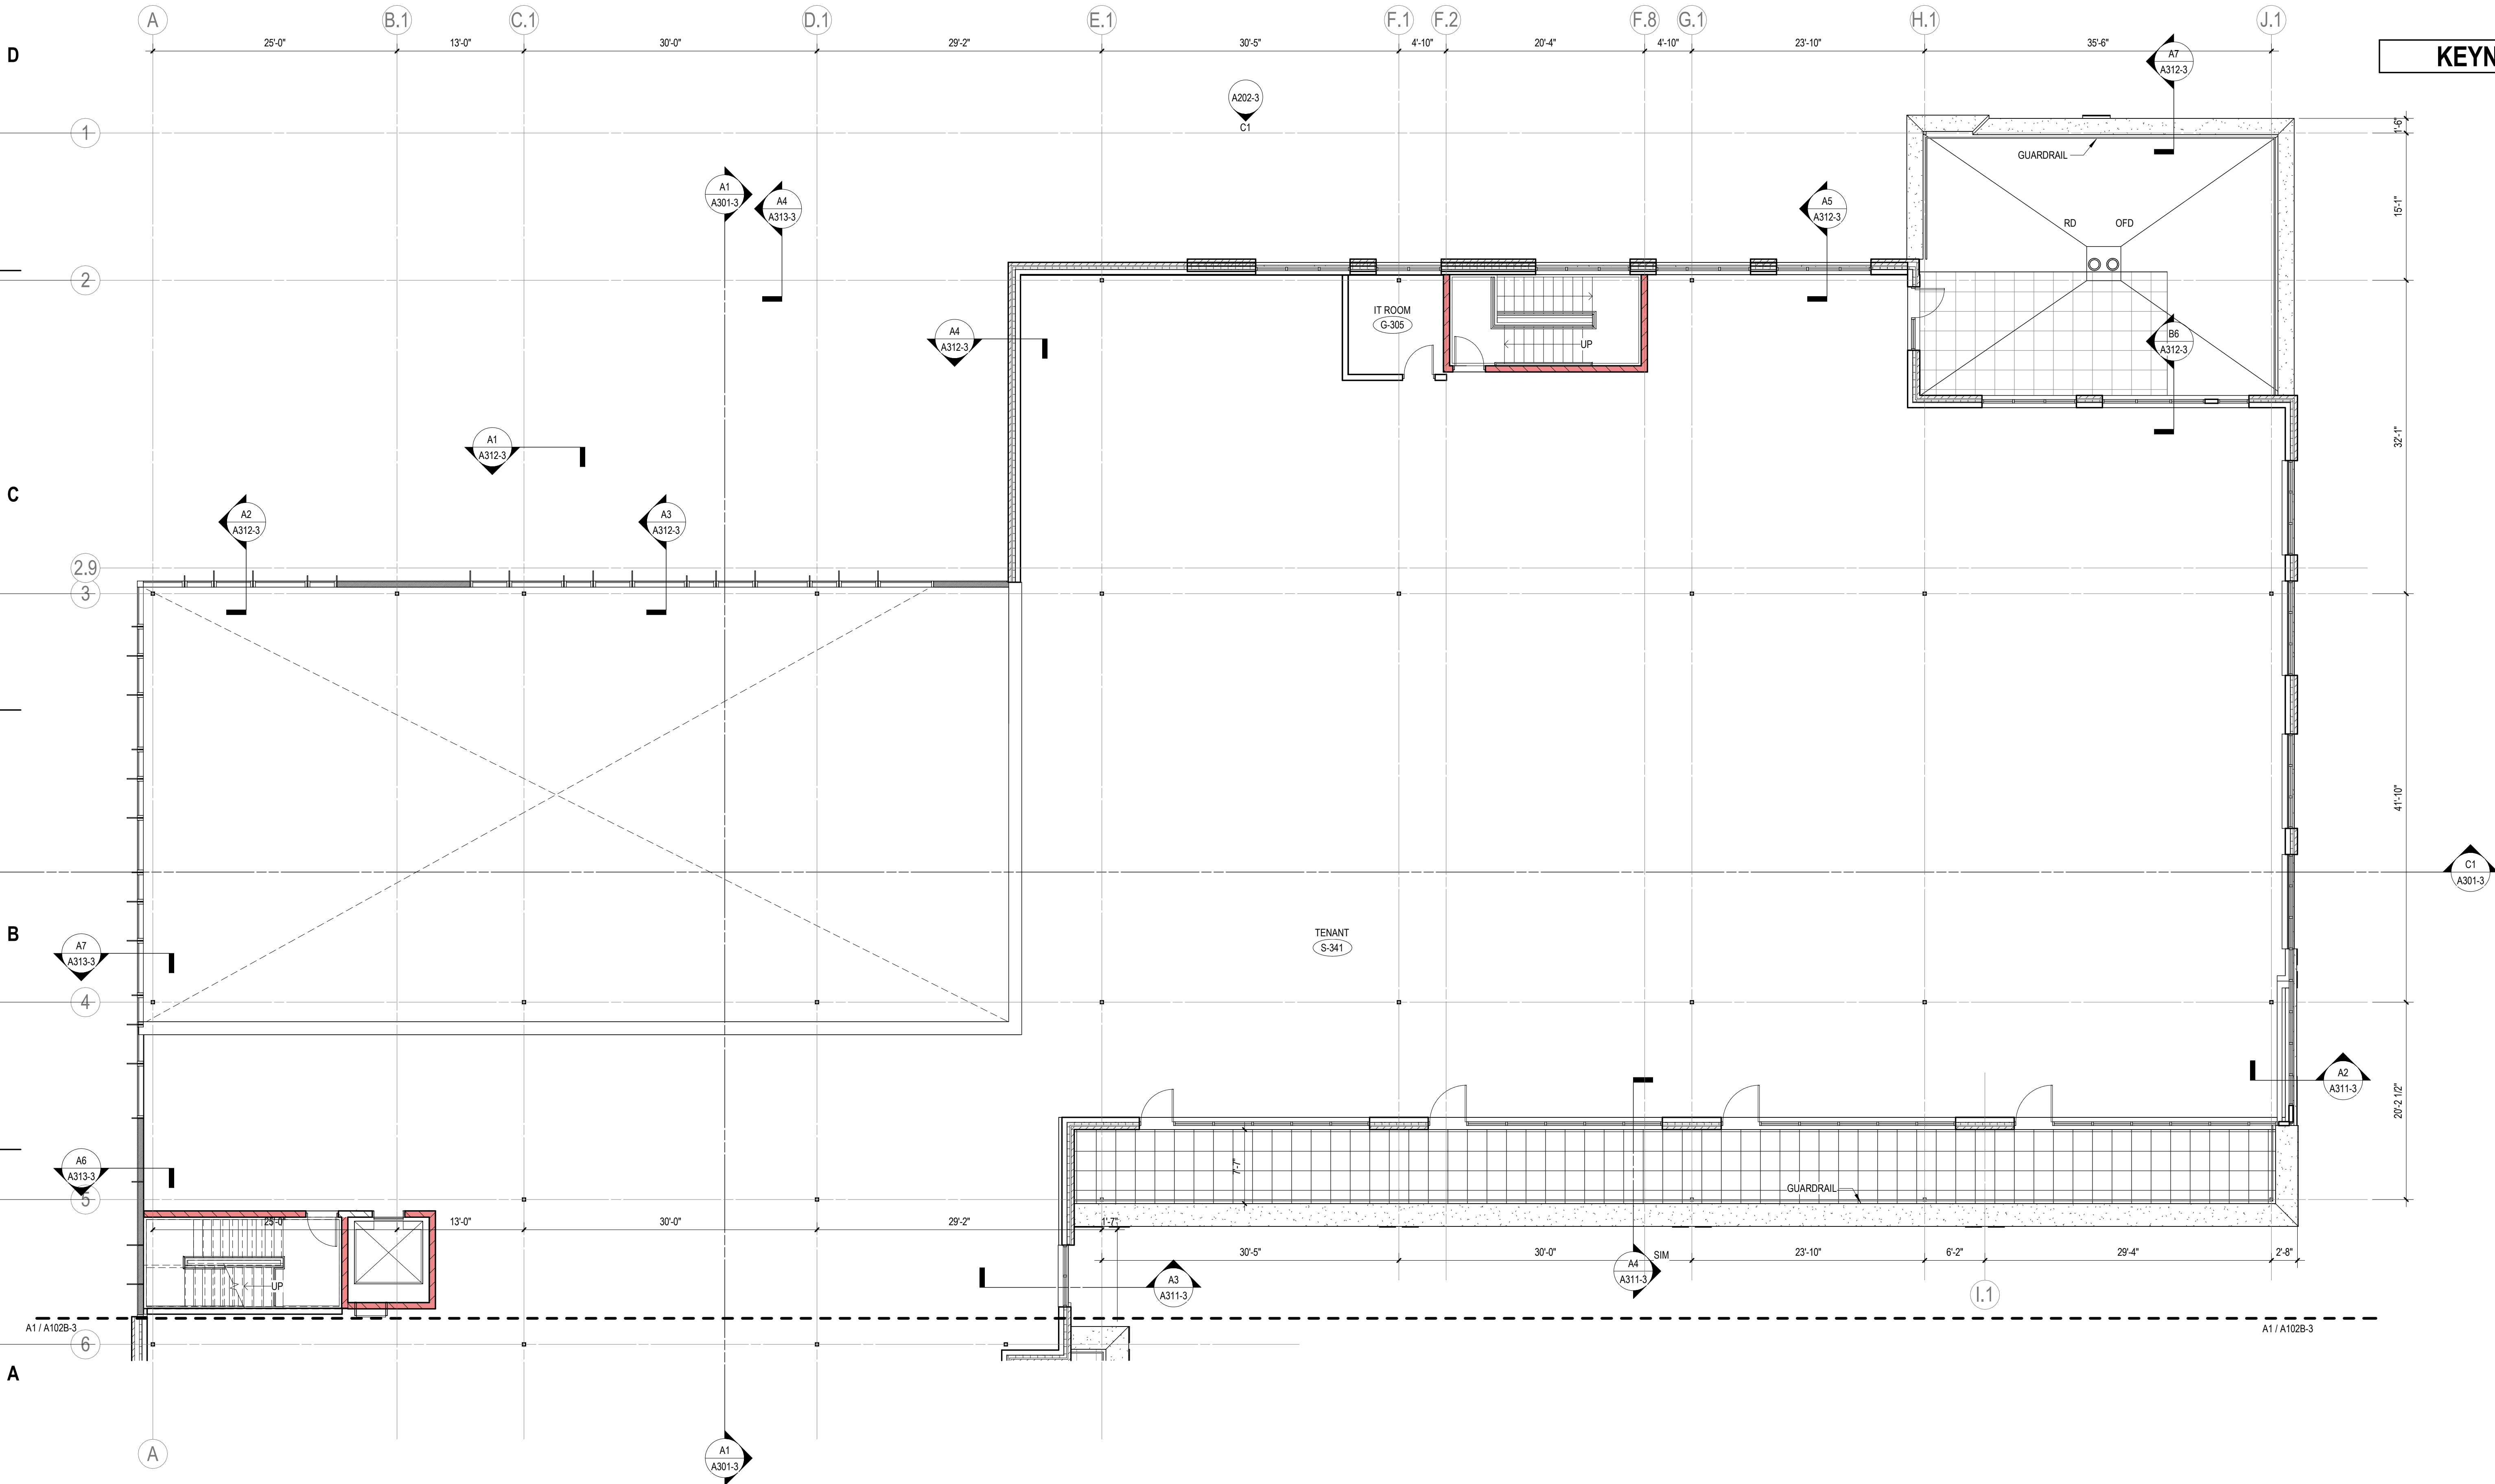 A B.1 C.1 D.1 E.1 F.1 F.2 F.8 G.1 H.1 J.1
25'-0" 13'-0" 30'-0" 29'-2" 30'-5" 4'-10" 20'-4" 4'-10" 23'-10" 35'-6"
D
KEYN
A7
A312-3
A202-3
C1
1
1'-6"
GUARDRAIL
A1
A301-3
A4
A313-3
A5
A312-3
15'-1"
RD OFD
2
IT ROOM
G-305
A4
A312-3
UP
B6
A312-3
A1
A312-3
32'-1"
C
A2
A312-3
A3
A312-3
2.9
3
41'-10"
C1
A301-3
B
TENANT
S-341
A7
A313-3
4
A2
A311-3
20'-2 1/2"
7'-7"
A6
A313-3
5
GUARDRAIL
25'-0" 13'-0" 30'-0" 29'-2" 1'-7"
30'-5" 30'-0" 23'-10" 6'-2" 29'-4" 2'-8"
SIM
A4
A311-3
A3
A311-3
UP
I.1
A1 / A102B-3
A1 / A102B-3
6
A
A
A1
A301-3